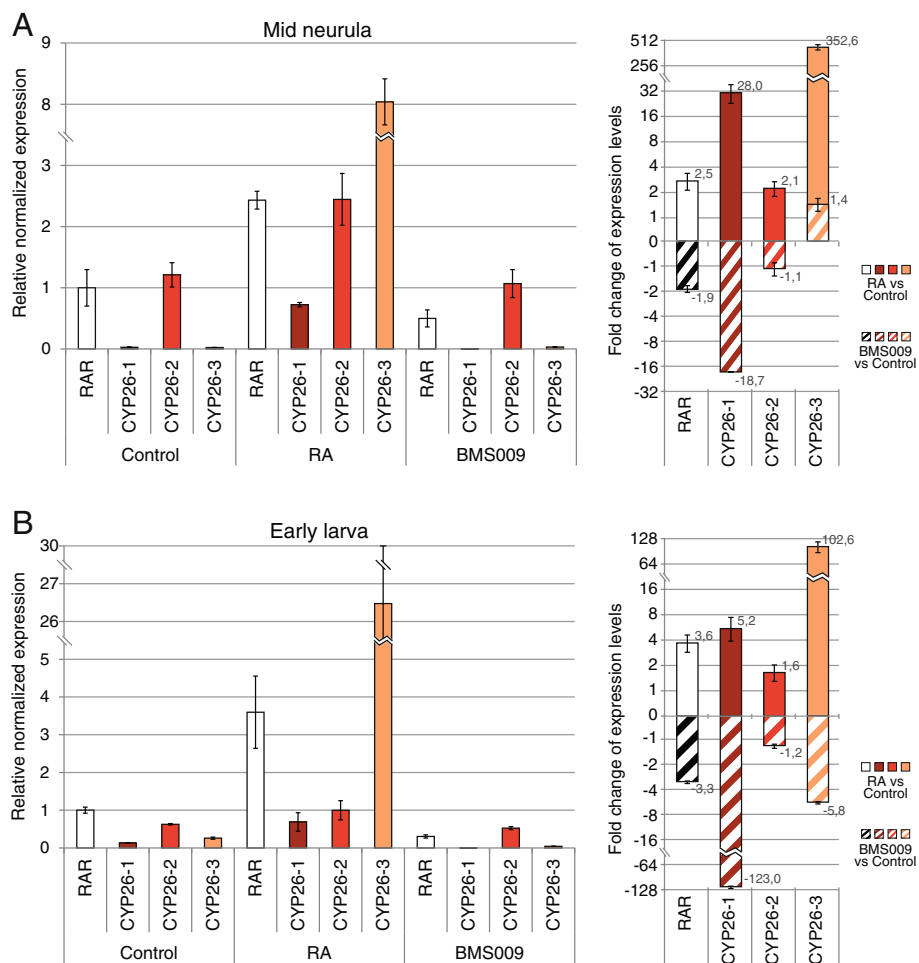 A
Mid neurula
Relative normalized expression
9
8
3
2
1
0
RAR
CYP26-1
CYP26-2
CYP26-3
RAR
CYP26-1
CYP26-2
CYP26-3
RAR
CYP26-1
CYP26-2
CYP26-3
Control
RA
BMS009
Fold change of expression levels
512
256
32
16
8
4
2
1
0
-1
-2
-4
-8
-16
-32
2,5
28,0
2,1
352,6
1,4
-1,9
-18,7
-1,1
RAR
CYP26-1
CYP26-2
CYP26-3
RA vs
Control
BMS009
vs Control
B
Early larva
Relative normalized expression
30
27
26
5
4
3
2
1
0
RAR
CYP26-1
CYP26-2
CYP26-3
RAR
CYP26-1
CYP26-2
CYP26-3
RAR
CYP26-1
CYP26-2
CYP26-3
Control
RA
BMS009
Fold change of expression levels
128
64
16
8
4
2
1
0
-1
-2
-4
-8
-16
-64
-128
3,6
5,2
1,6
102,6
-3,3
-123,0
-1,2
-5,8
RAR
CYP26-1
CYP26-2
CYP26-3
RA vs
Control
BMS009
vs Control